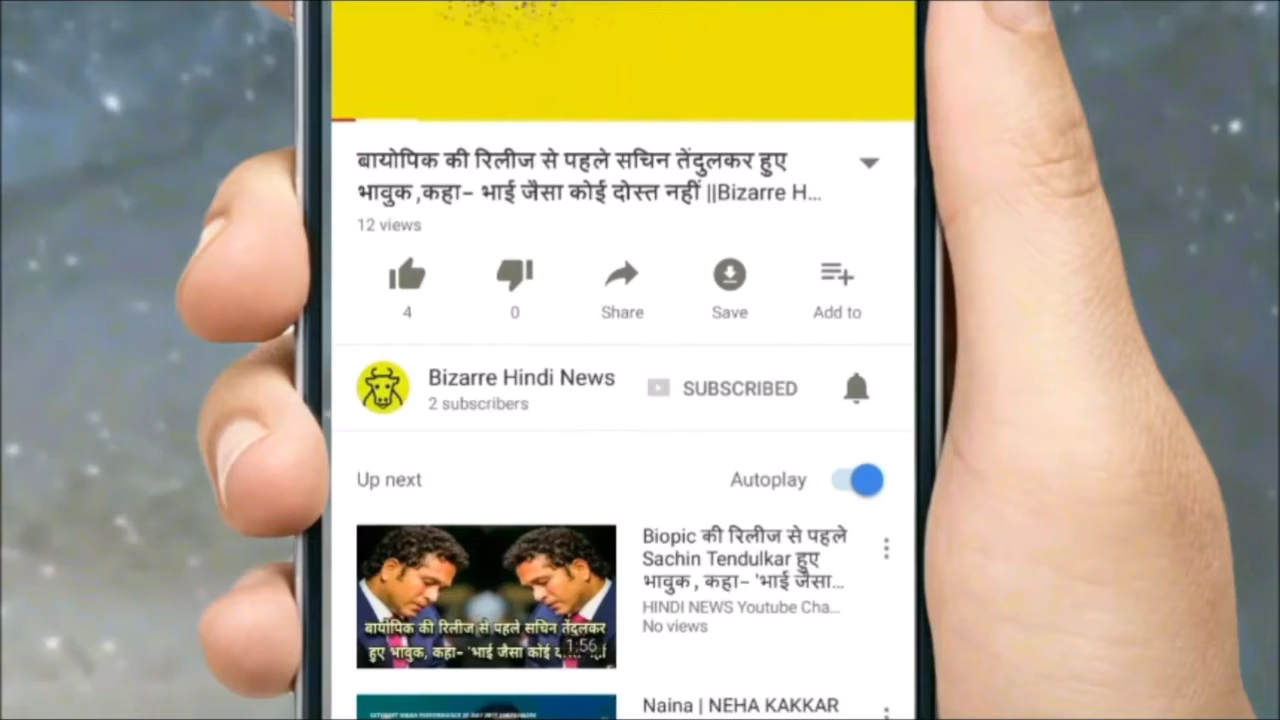 बायोपिक की रिलीज से पहले सचिन तेंदुलकर हुए
भावुक,कहा– भाई जैसा कोई दोस्त नहीं ||Bizarre H...
12 views
4
0
Share
Save
Add to
Bizarre Hindi News
2 subscribers
SUBSCRIBED
Up next
Autoplay
Biopic की रिलीज से पहले
Sachin Tendulkar हुए
भावुक, कहा– 'भाई जैसा...
HINDI NEWS Youtube Cha...
No views
बायोपिक की रिलीज से पहले सचिन तेंदुलकर
हुए भावुक, कहा– 'भाई जैसा कोई
1:56
Naina | NEHA KAKKAR